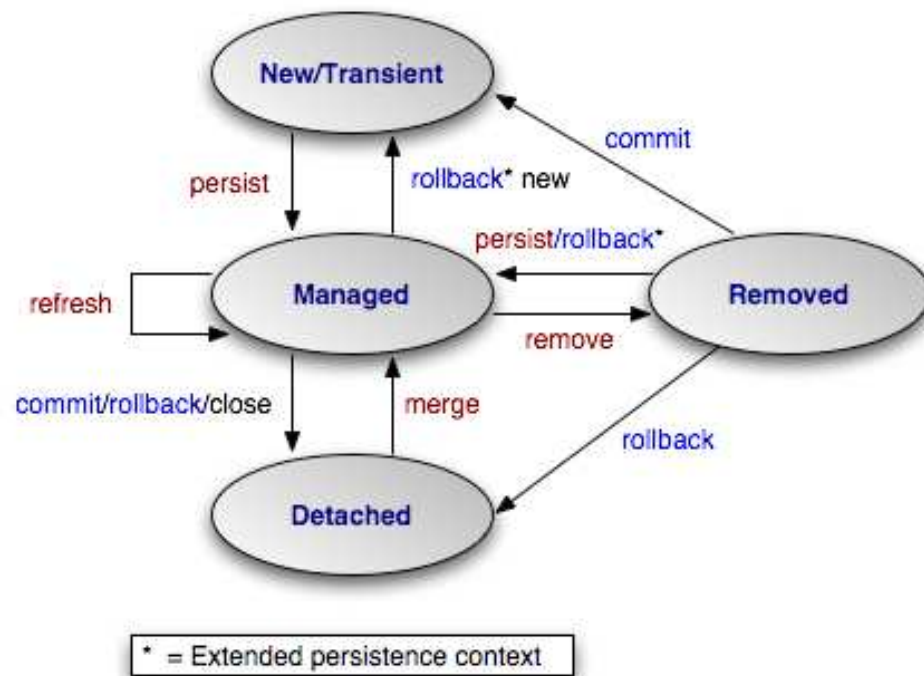 New/Transient
commit
persist
rollback* new
persist/rollback*
refresh
Managed
Removed
remove
commit/rollback/close
merge
rollback
Detached
* = Extended persistence context